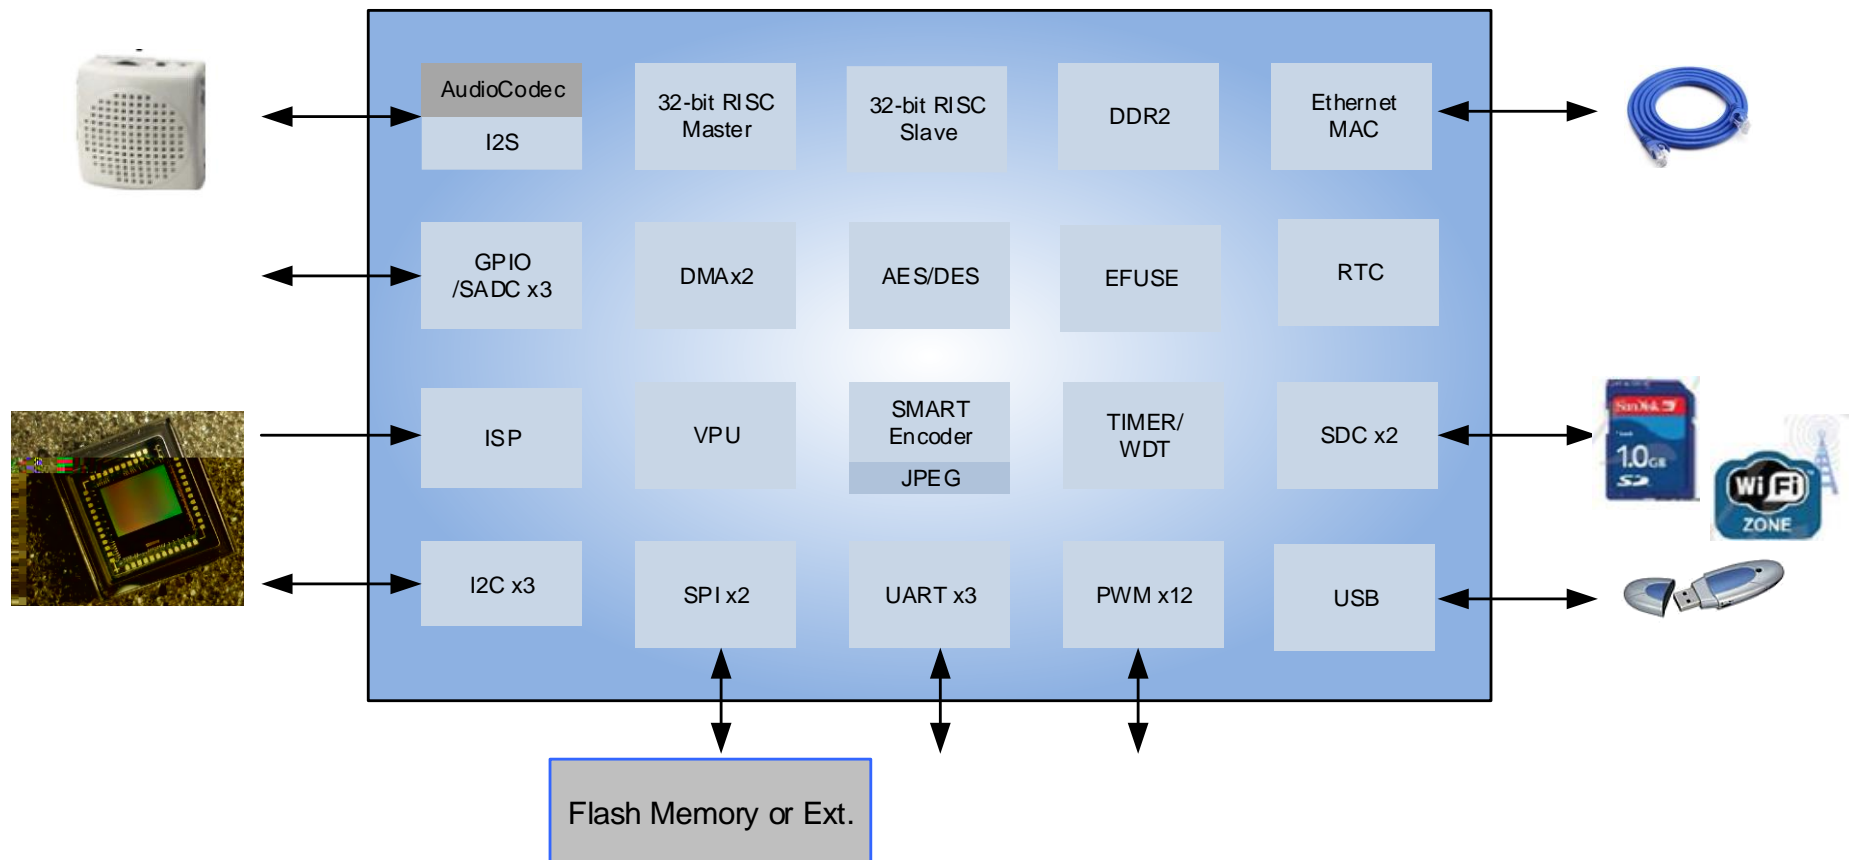 AudioCodec
I2S
32-bit RISC
Master
32-bit RISC
Slave
DDR2
Ethernet
MAC
GPIO
/SADC x3
DMAx2
AES/DES
EFUSE
RTC
ISP
VPU
SMART
Encoder
JPEG
TIMER/
WDT
SDC x2
SanDisk
1.0GB
SD
Wi Fi
ZONE
I2C x3
SPI x2
UART x3
PWM x12
USB
Flash Memory or Ext.